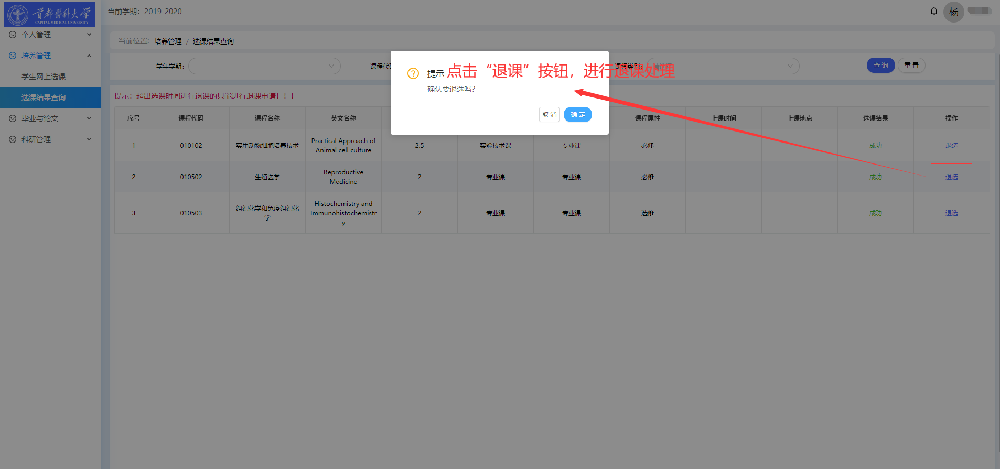 首都醫科大学
CAPITAL MEDICAL UNIVERSITY
当前学期：2019-2020
杨
个人管理
培养管理
学生网上选课
选课结果查询
毕业与论文
科研管理
当前位置: 培养管理 / 选课结果查询
学年学期：
课程代
课程类别：
请选择
查 询
重 置
提示
点击“退课”按钮，进行退课处理
确认要退选吗？
取 消
确 定
提示：超出选课时间进行退课的只能进行退课申请！！！
序号 课程代码 课程名称 英文名称 课程属性 上课时间 上课地点 选课结果 操作
1 010102 实用动物细胞培养技术 Practical Approach of 2.5 实验技术课 专业课 必修 成功 退选
Animal cell culture
2 010502 生殖医学 Reproductive 2 专业课 专业课 必修 成功 退选
Medicine
3 010503 组织化学和免疫组织化 Histochemistry and 2 专业课 专业课 选修 成功 退选
学 Immunohistochemistr
y